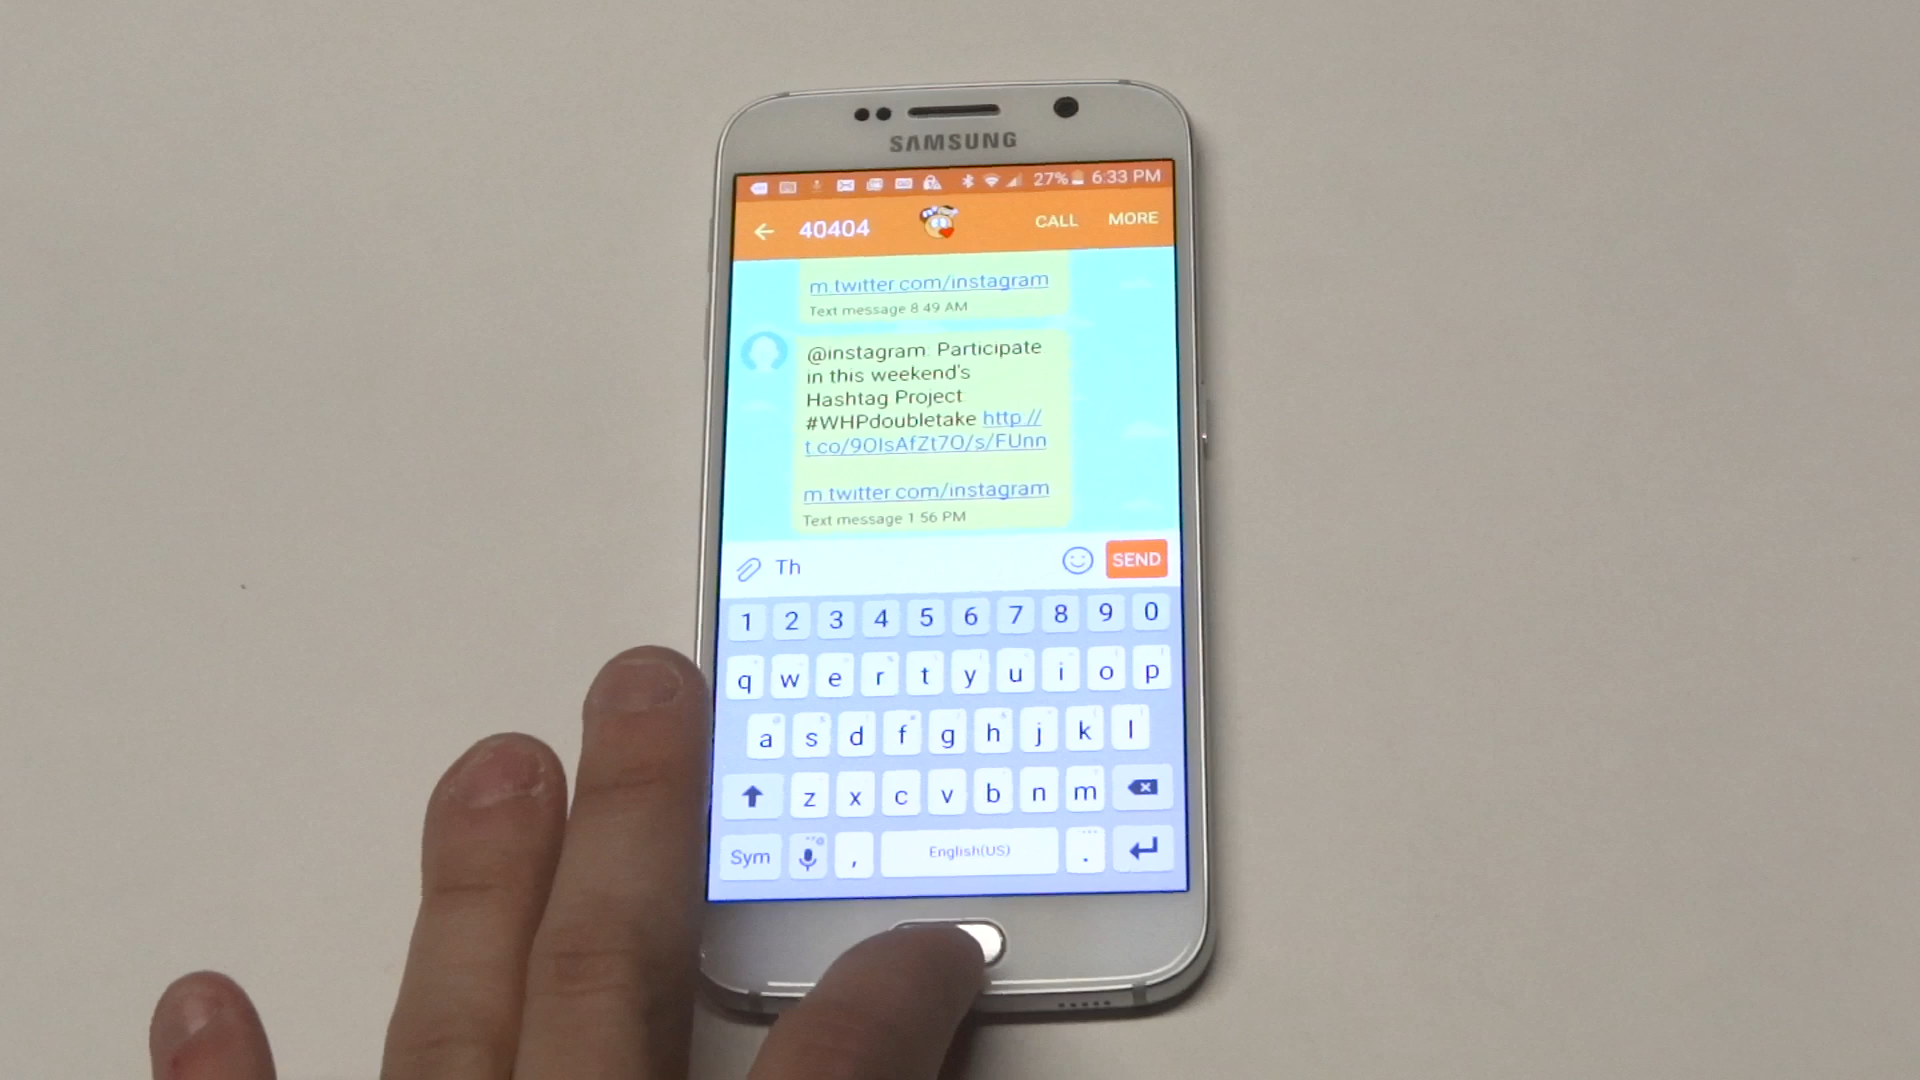 SAMSUNG
27% 6:33 PM
40404 CALL MORE
m.twitter.com/instagram
Text message 8:49 AM
@instagram: Participate
in this weekend's
Hashtag Project:
#WHPdoubletake http://
t.co/9OIsAfZt7O/s/FUnn
m.twitter.com/instagram
Text message 1:56 PM
Th SEND
1 2 3 4 5 6 7 8 9 0
q w e r t y u i o p
a s d f g h j k l
z x c v b n m
Sym , English(US) .